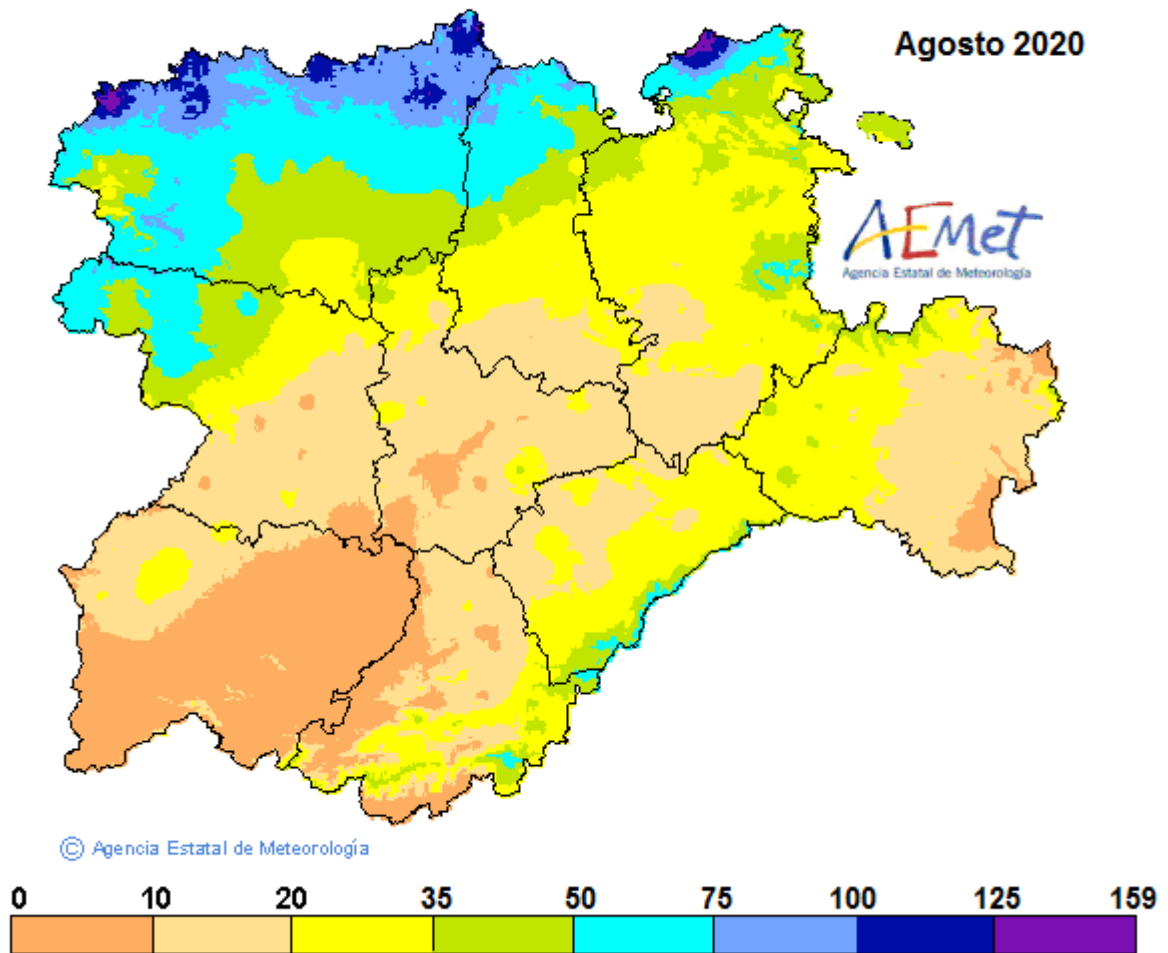 Agosto 2020
AEMet
Agencia Estatal de Meteorología
© Agencia Estatal de Meteorología
0 10 20 35 50 75 100 125 159